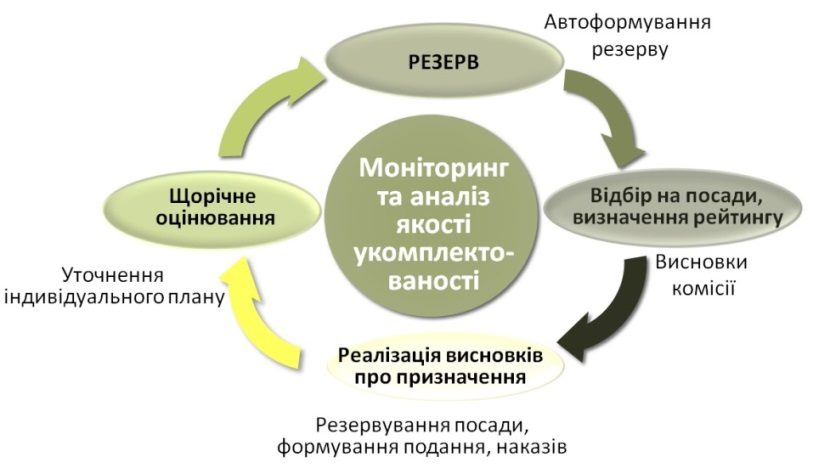 Автоформування
резерву
РЕЗЕРВ
Моніторинг
та аналіз
якості
укомплекто-
ваності
Щорічне
оцінювання
Відбір на посади,
визначення рейтингу
Уточнення
індивідуального плану
Висновки
комісії
Реалізація висновків
про призначення
Резервування посади,
формування подання, наказів